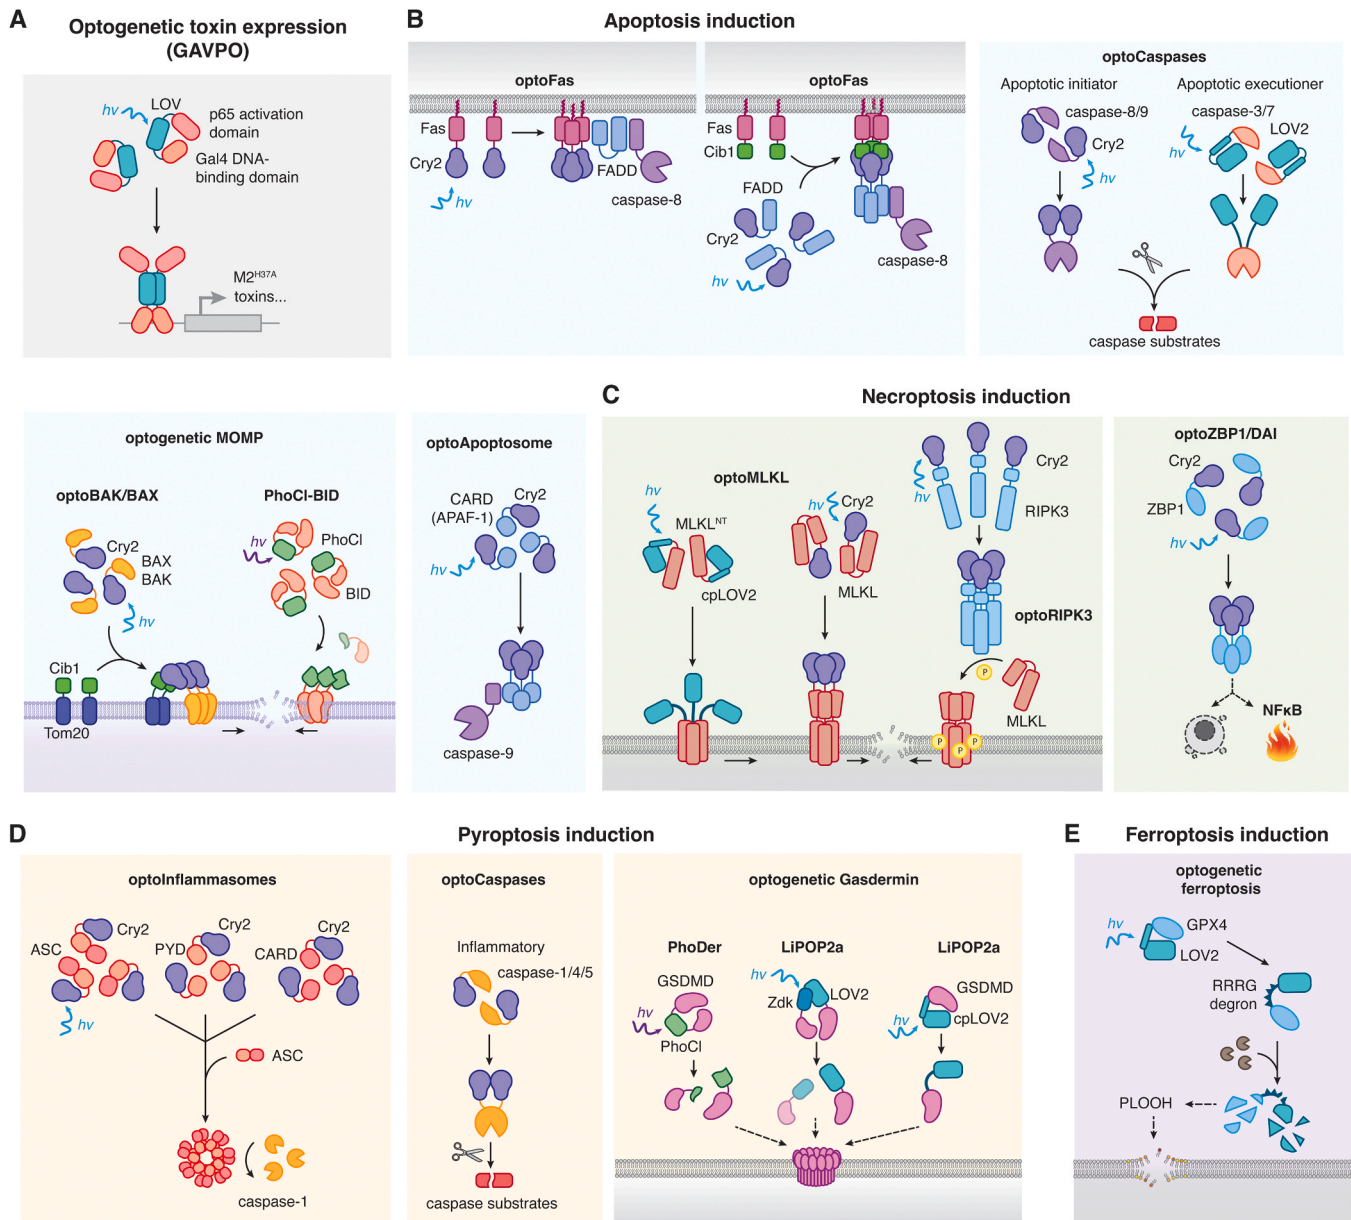 A
Optogenetic toxin expression
(GAVPO)
hv
LOV
p65 activation
domain
Gal4 DNA-
binding domain
M2H37A
toxins...
B
Apoptosis induction
optoFas
Fas
Cry2
hv
FADD
caspase-8
optoFas
Fas
Cib1
FADD
Cry2
hv
caspase-8
optoCaspases
Apoptotic initiator
caspase-8/9
Cry2
hv
Apoptotic executioner
caspase-3/7
LOV2
hv
caspase substrates
optogenetic MOMP
optoBAK/BAX
Cry2
BAX
BAK
hv
Cib1
Tom20
PhoCl-BID
hv
PhoCl
BID
optoApoptosome
CARD
(APAF-1)
Cry2
hv
caspase-9
C
Necroptosis induction
optoMLKL
hv
MLKLNT
cpLOV2
hv
Cry2
MLKL
hv
Cry2
RIPK3
optoRIPK3
P
MLKL
P
P
P
optoZBP1/DAI
Cry2
ZBP1
hv
NFκB
D
Pyroptosis induction
optoInflammasomes
ASC
Cry2
hv
PYD
Cry2
CARD
Cry2
ASC
caspase-1
optoCaspases
Inflammatory
caspase-1/4/5
caspase substrates
optogenetic Gasdermin
PhoDer
GSDMD
hv
PhoCl
LiPOP2a
hv
Zdk
LOV2
LiPOP2a
GSDMD
hv
cpLOV2
E
Ferroptosis induction
optogenetic
ferroptosis
hv
GPX4
LOV2
RRRG
degron
PLOOH